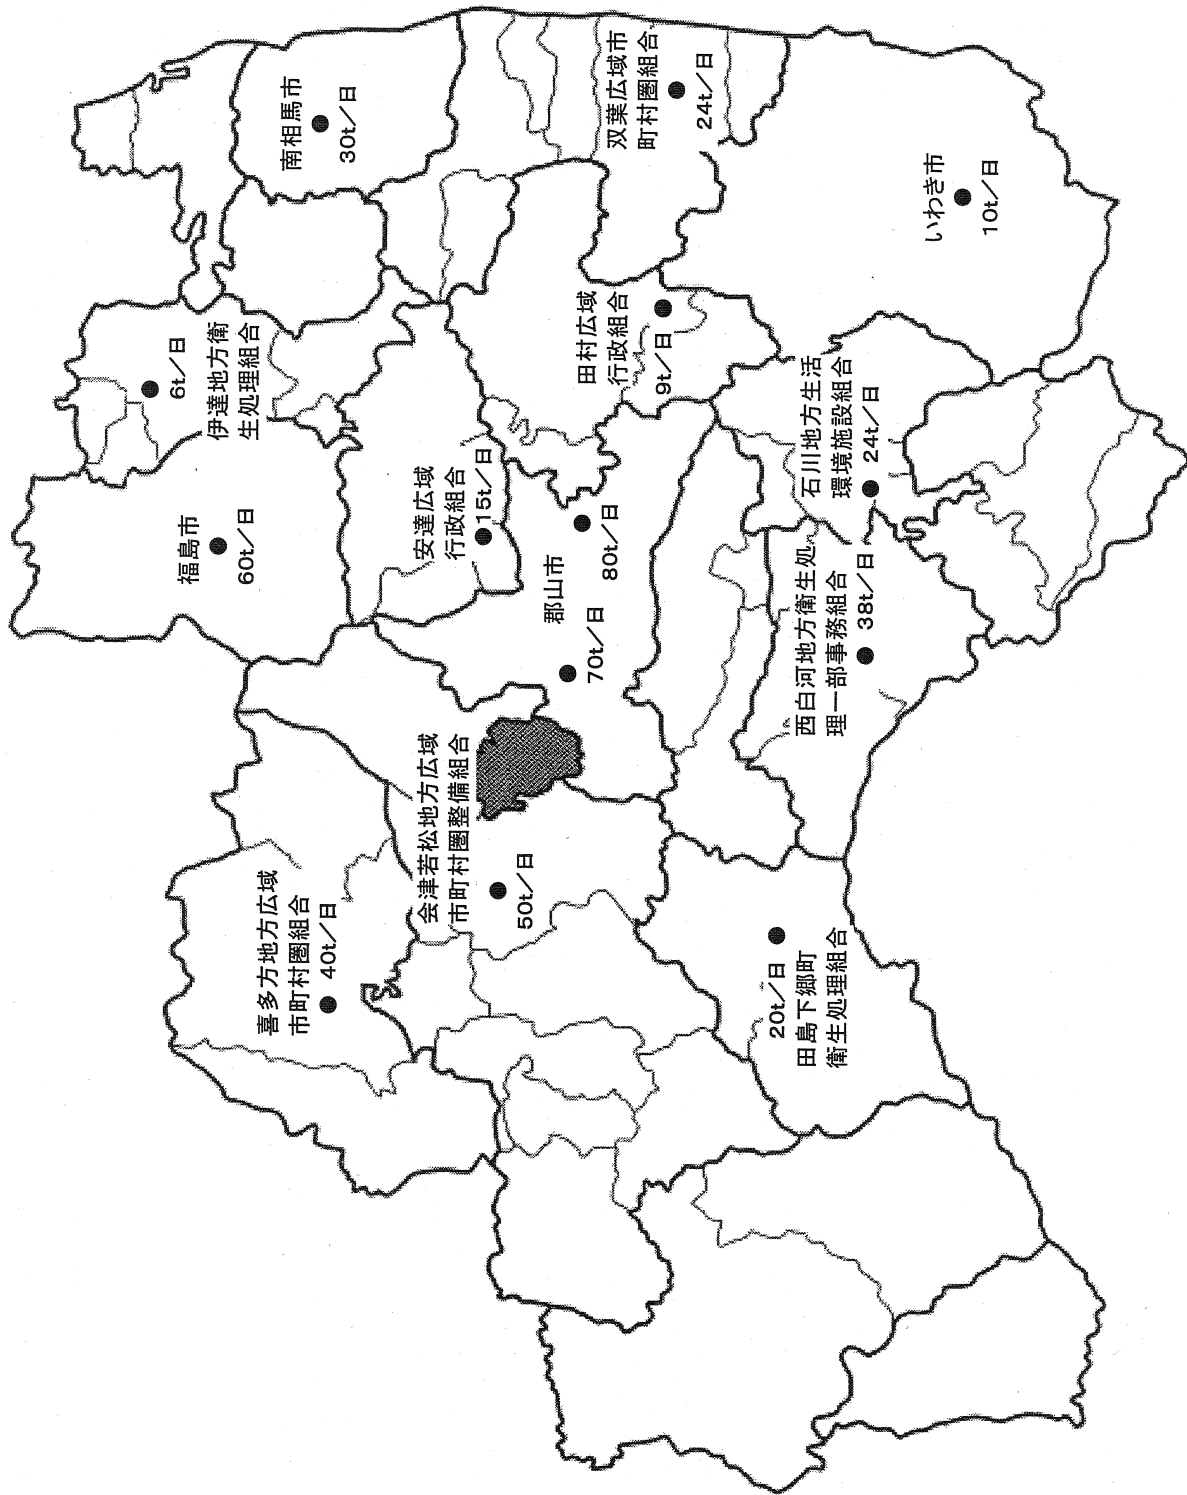 福島市
60t／日
6t／日
伊達地方衛
生処理組合
南相馬市
30t／日
喜多方地方広域
市町村圏組合
40t／日
安達広域
行政組合
15t／日
会津若松地方広域
市町村圏整備組合
50t／日
郡山市
70t／日
80t／日
田村広域
行政組合
9t／日
双葉広域市
町村圏組合
24t／日
20t／日
田島下郷町
衛生処理組合
西白河地方衛生処
理一部事務組合
38t／日
石川地方生活
環境施設組合
24t／日
いわき市
10t／日